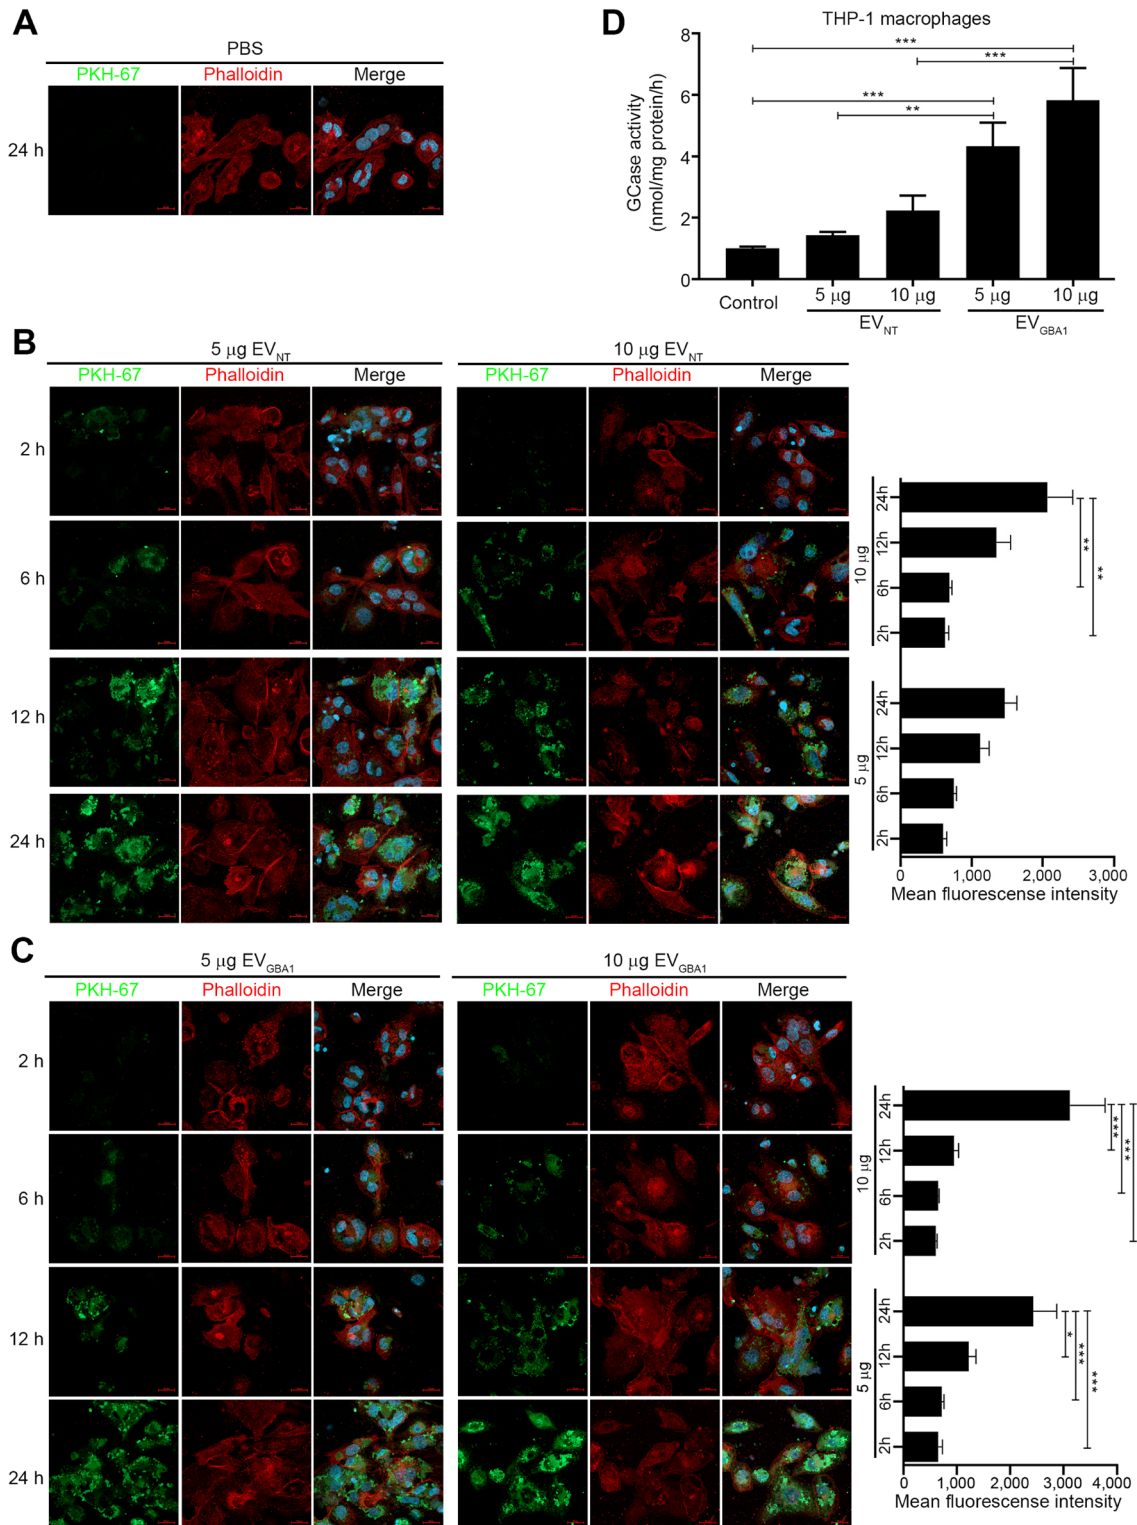 A
PBS
PKH-67 Phalloidin Merge
24 h
D
THP-1 macrophages
GCase activity
(nmol/mg protein/h)
8
6
4
2
0
***
***
***
**
Control
5 µg 10 µg 5 µg 10 µg
EVNT EVGBA1
B
5 µg EVNT
PKH-67 Phalloidin Merge
10 µg EVNT
PKH-67 Phalloidin Merge
2 h
6 h
12 h
24 h
10 µg
24h
12h
6h
2h
**
**
5 µg
24h
12h
6h
2h
0 1,000 2,000 3,000
Mean fluorescense intensity
C
5 µg EVGBA1
PKH-67 Phalloidin Merge
10 µg EVGBA1
PKH-67 Phalloidin Merge
2 h
6 h
12 h
24 h
10 µg
24h
12h
6h
2h
***
***
***
5 µg
24h
12h
6h
2h
*
***
***
0 1,000 2,000 3,000 4,000
Mean fluorescense intensity